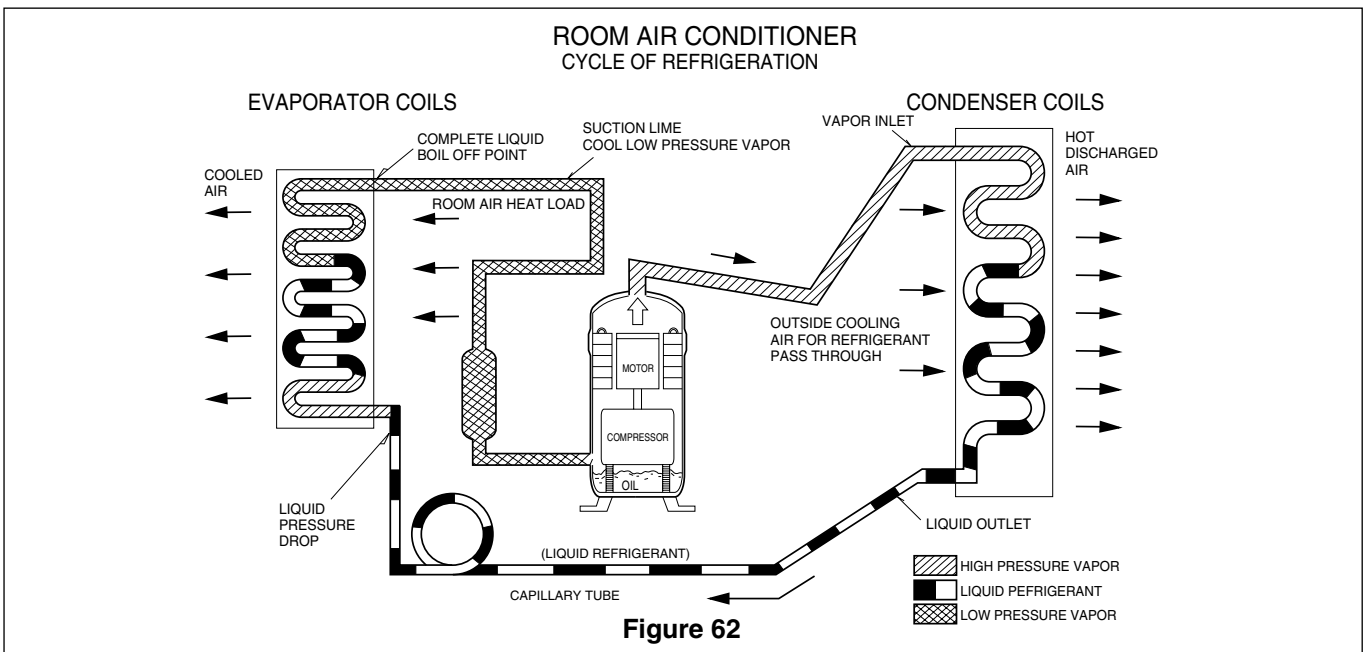 ROOM AIR CONDITIONER
CYCLE OF REFRIGERATION
EVAPORATOR COILS
CONDENSER COILS
COMPLETE LIQUID
BOIL OFF POINT
SUCTION LIME
COOL LOW PRESSURE VAPOR
VAPOR INLET
HOT
DISCHARGED
AIR
COOLED
AIR
ROOM AIR HEAT LOAD
OUTSIDE COOLING
AIR FOR REFRIGERANT
PASS THROUGH
MOTOR
COMPRESSOR
OIL
LIQUID
PRESSURE
DROP
LIQUID OUTLET
(LIQUID REFRIGERANT)
CAPILLARY TUBE
HIGH PRESSURE VAPOR
LIQUID PEFRIGERANT
LOW PRESSURE VAPOR
Figure 62